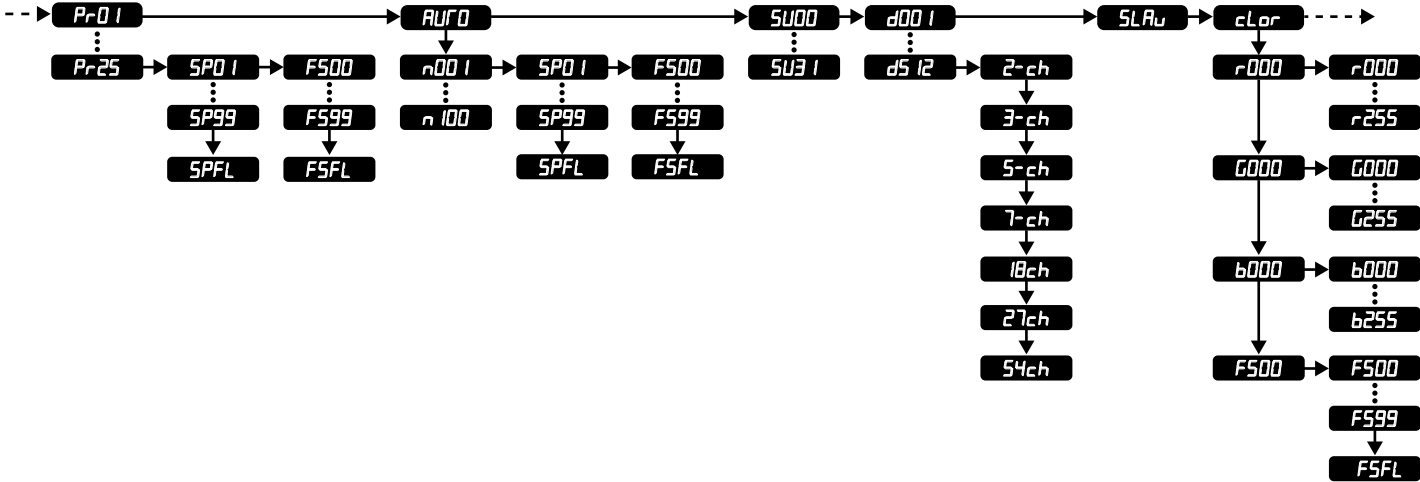 Pr01 AUTO SU00 d001 SLAv cLor
Pr25 SP01 FS00 n001 SP01 FS00 SU31 d512 2-ch r000 r000
SP99 FS99 n100 SP99 FS99 3-ch r255
SPFL FSFL SPFL FSFL 5-ch G000 G000
7-ch G255
18ch b000 b000
27ch b255
54ch FS00 FS00
FS99
FSFL